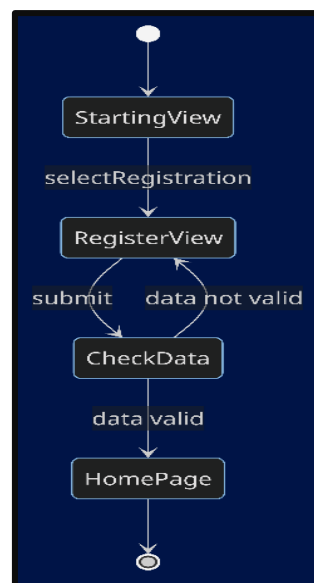 StartingView
selectRegistration
RegisterView
submit
data not valid
CheckData
data valid
HomePage